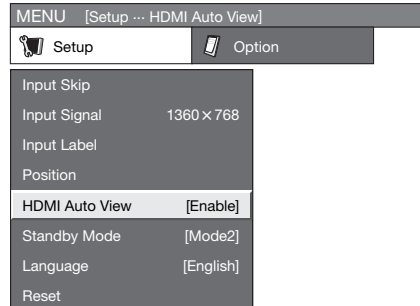 MENU [Setup ··· HDMI Auto View]
Setup Option
Input Skip
Input Signal 1360×768
Input Label
Position
HDMI Auto View [Enable]
Standby Mode [Mode2]
Language [English]
Reset